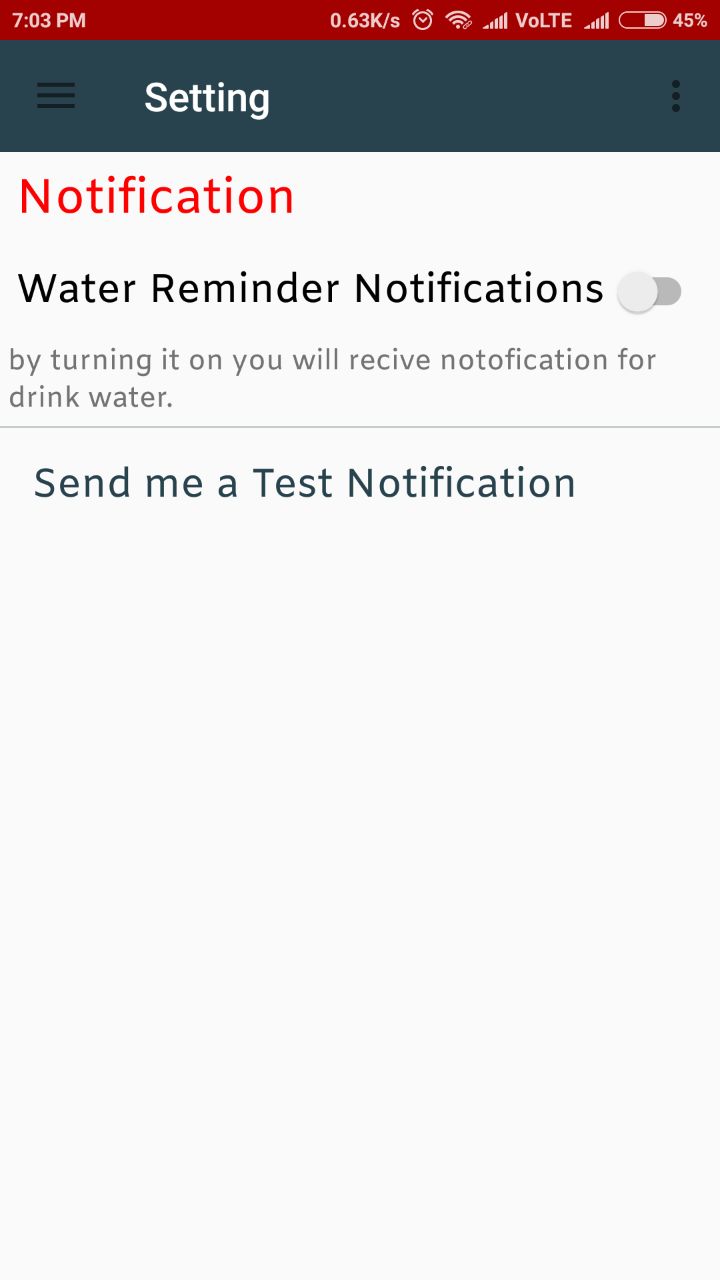 7:03 PM 0.63K/s VoLTE 45%
Setting
Notification
Water Reminder Notifications
by turning it on you will recive notofication for
drink water.
Send me a Test Notification